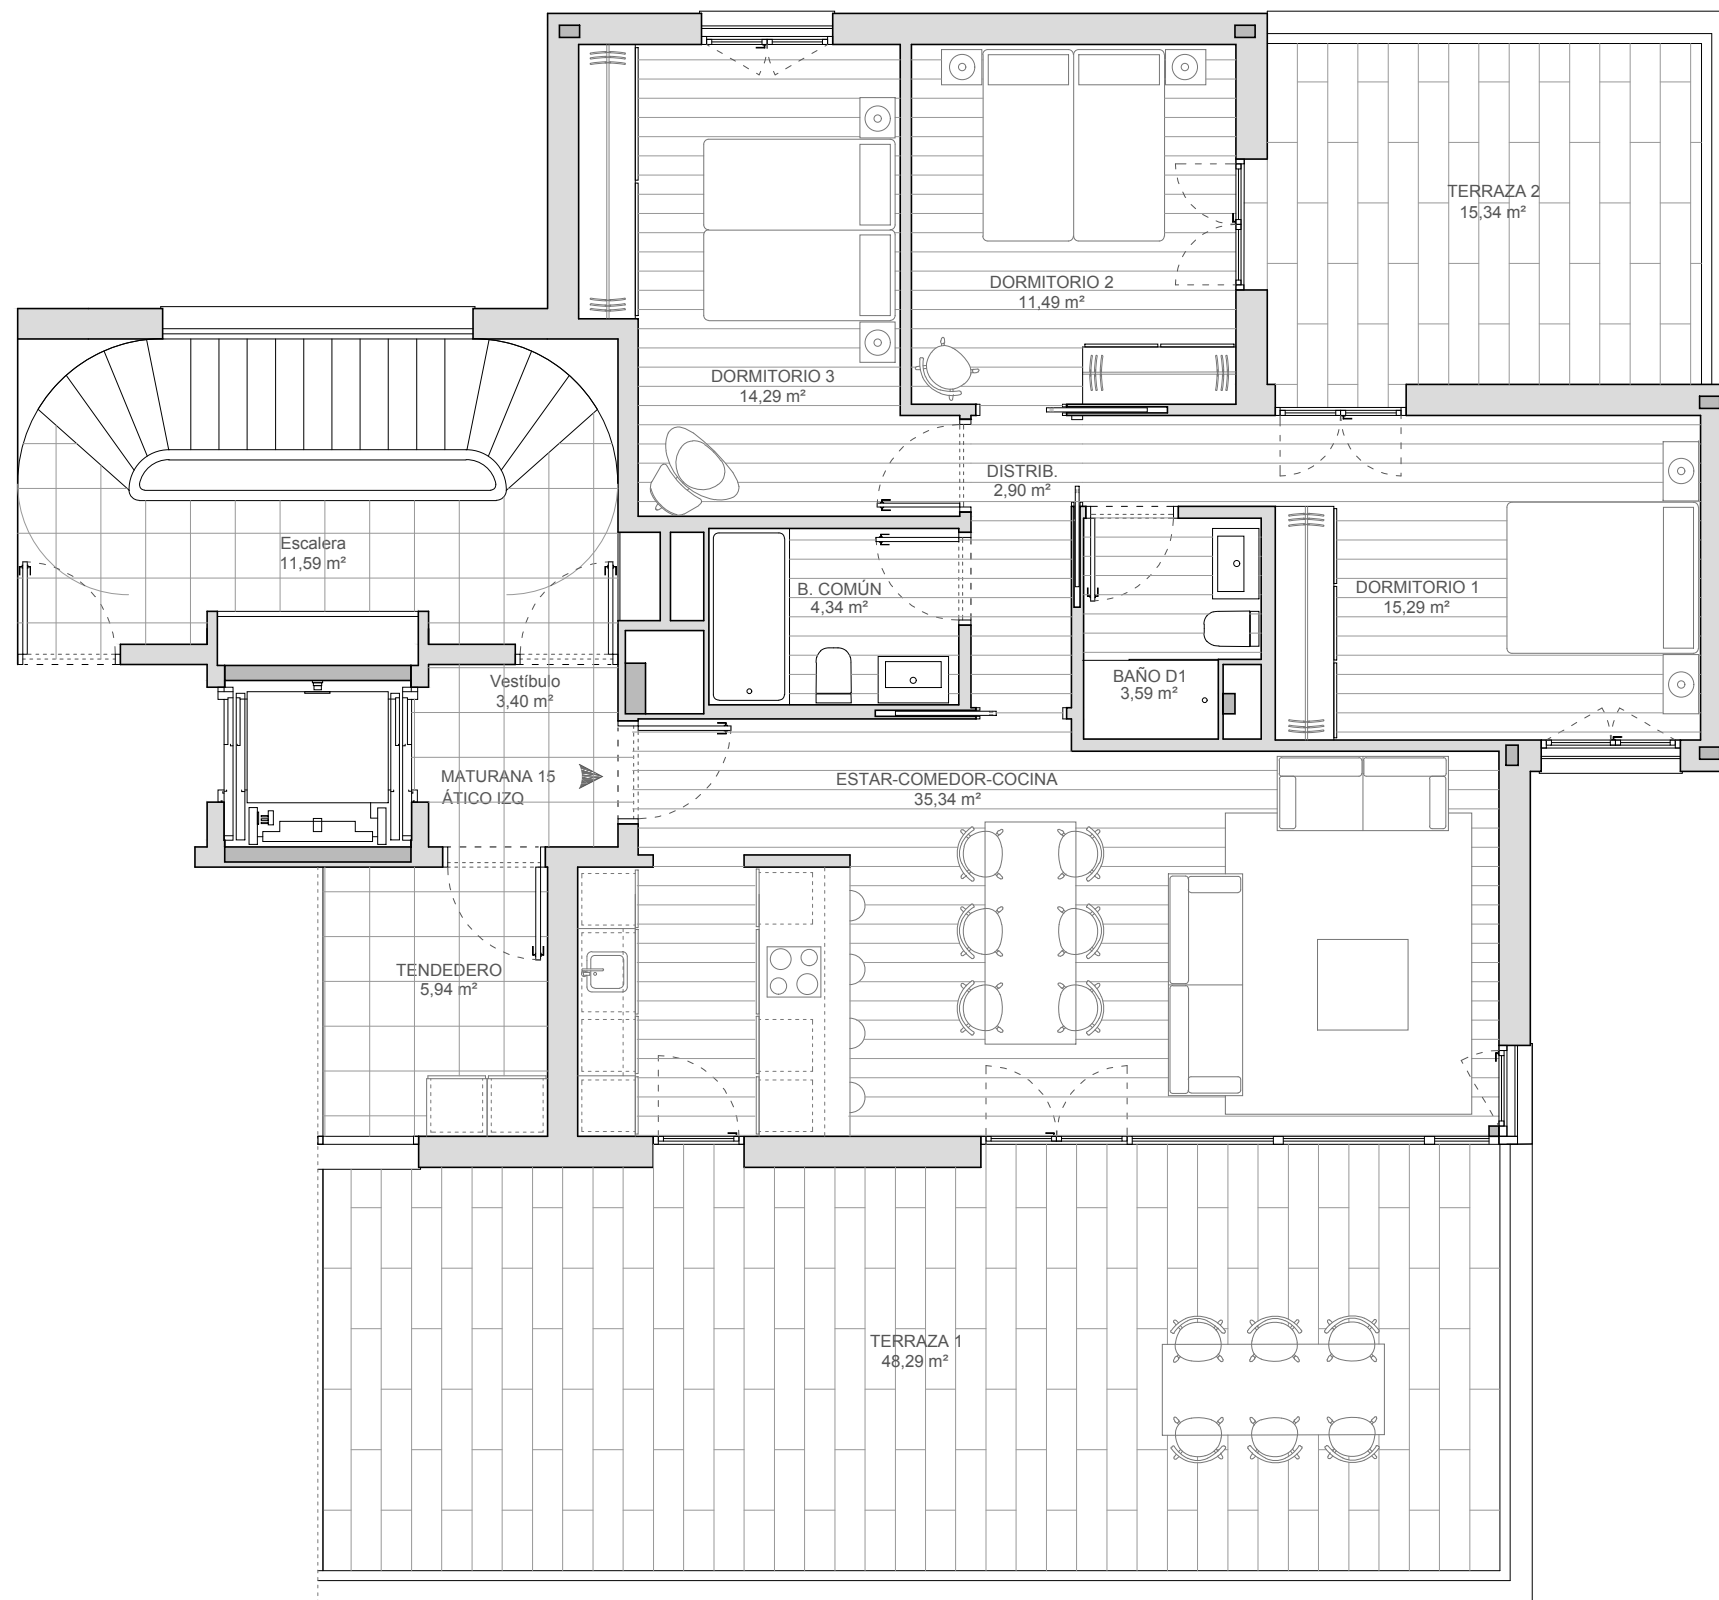 TERRAZA 2
15,34 m²
DORMITORIO 2
11,49 m²
DORMITORIO 3
14,29 m²
DISTRIB.
2,90 m²
Escalera
11,59 m²
B. COMÚN
4,34 m²
DORMITORIO 1
15,29 m²
BAÑO D1
3,59 m²
Vestíbulo
3,40 m²
MATURANA 15
ÁTICO IZQ
ESTAR-COMEDOR-COCINA
35,34 m²
TENDEDERO
5,94 m²
TERRAZA 1
48,29 m²